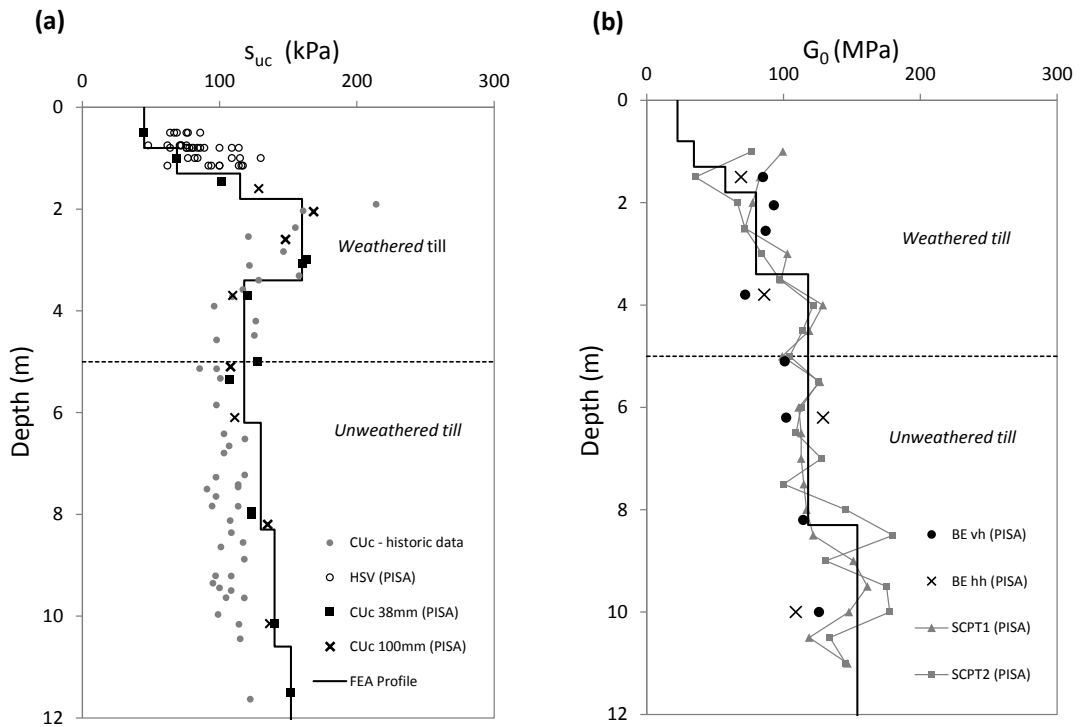 (a)
s_uc (kPa)
0 100 200 300
0
2
4
6
8
10
12
Depth (m)
Weathered till
Unweathered till
CUc - historic data
HSV (PISA)
CUc 38mm (PISA)
CUc 100mm (PISA)
FEA Profile
(b)
G₀ (MPa)
0 100 200 300
0
2
4
6
8
10
12
Depth (m)
Weathered till
Unweathered till
BE vh (PISA)
BE hh (PISA)
SCPT1 (PISA)
SCPT2 (PISA)